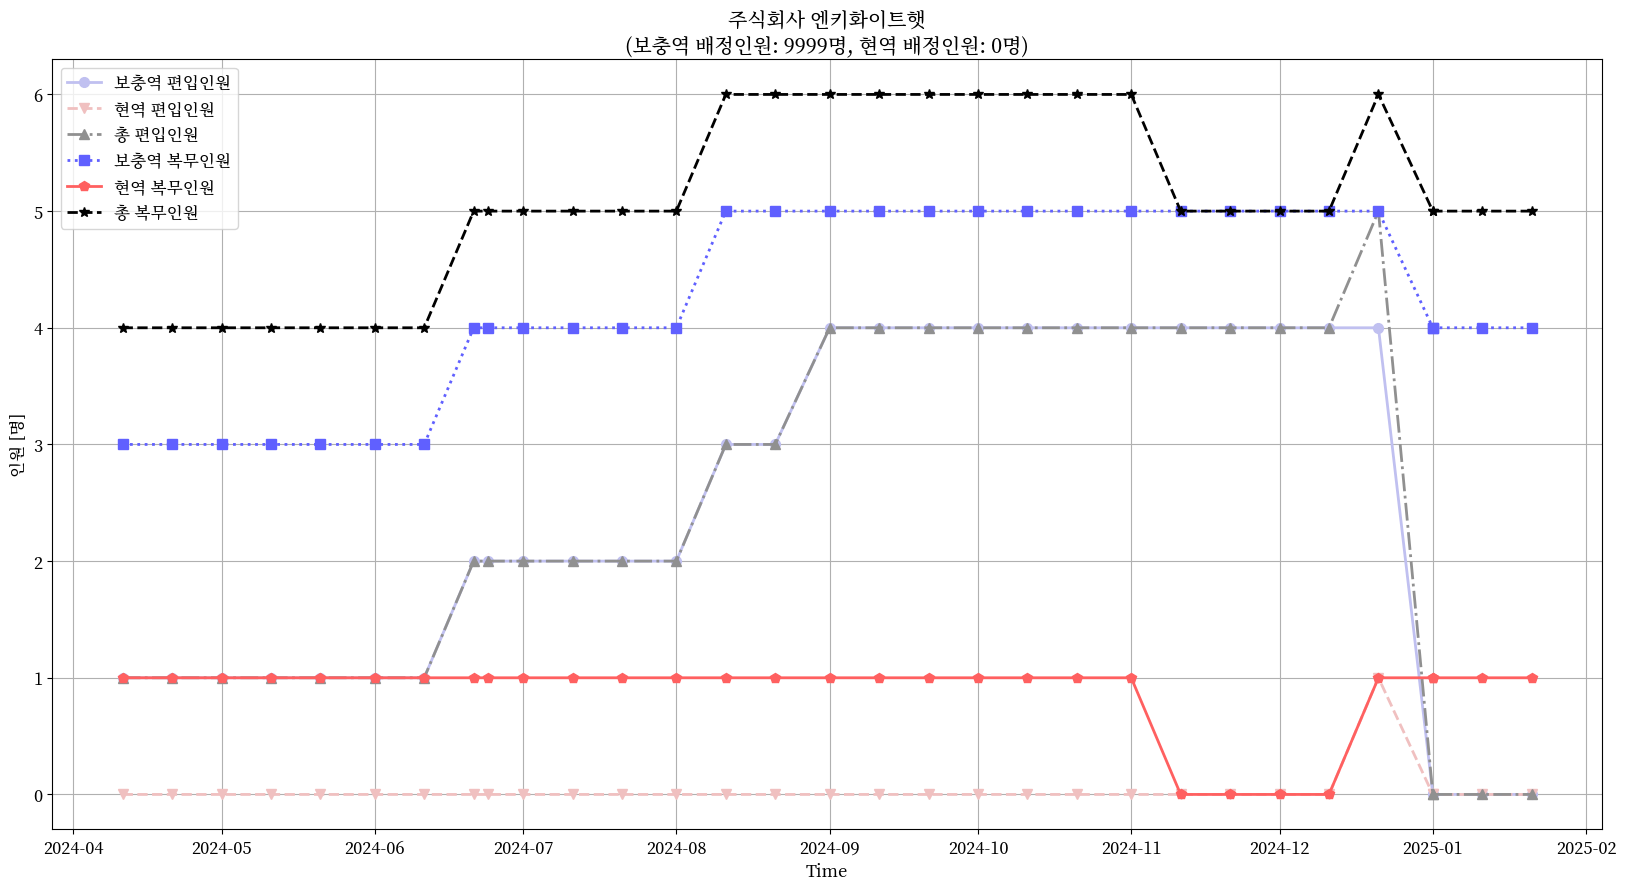 주식회사 엔키화이트햇
(보충역 배정인원: 9999명, 현역 배정인원: 0명)
보충역 편입인원
현역 편입인원
총 편입인원
보충역 복무인원
현역 복무인원
총 복무인원
인원 [명]
6
5
4
3
2
1
0
2024-04
2024-05
2024-06
2024-07
2024-08
2024-09
2024-10
2024-11
2024-12
2025-01
2025-02
Time